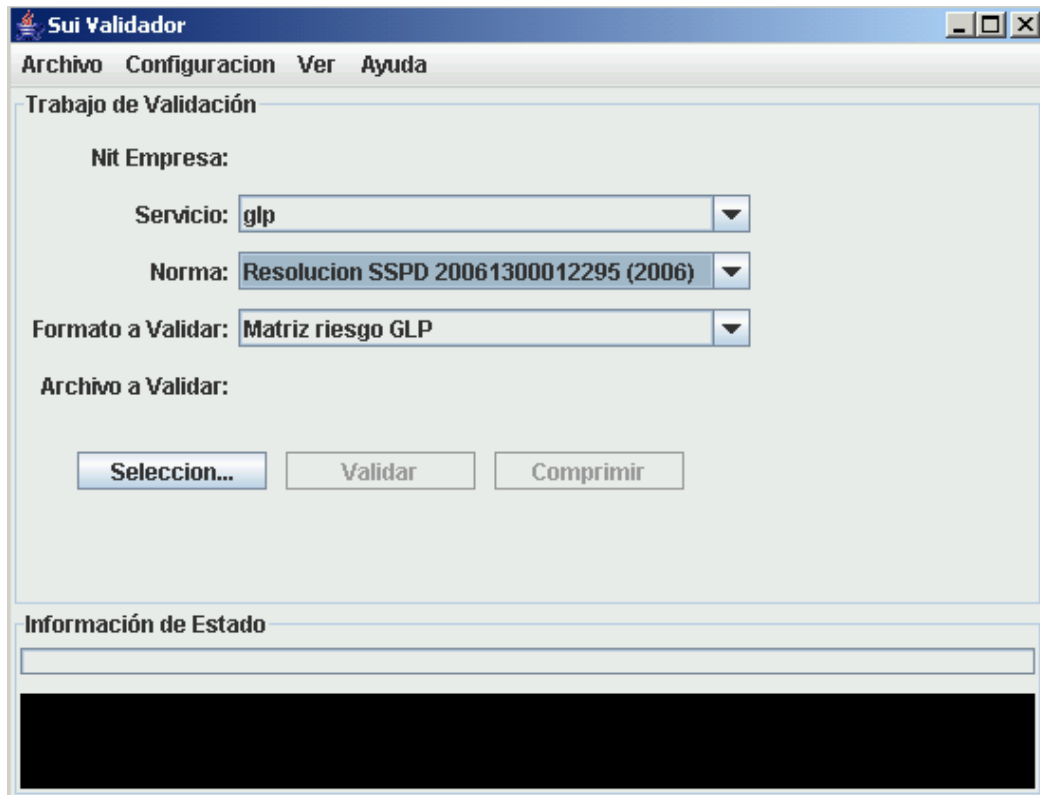 Sui Validador
Archivo Configuracion Ver Ayuda
Trabajo de Validación
Nit Empresa:
Servicio: glp
Norma: Resolucion SSPD 20061300012295 (2006)
Formato a Validar: Matriz riesgo GLP
Archivo a Validar:
Seleccion... Validar Comprimir
Información de Estado